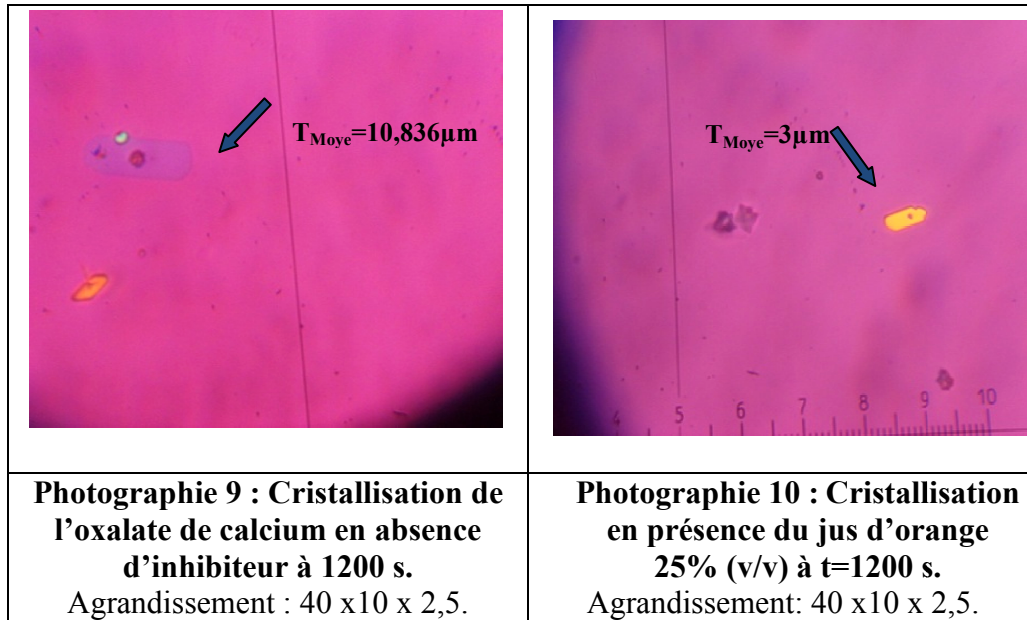 T_Moye=10,836µm
T_Moye=3µm
4 5 6 7 8 9 10
Photographie 9 : Cristallisation de
l’oxalate de calcium en absence
d’inhibiteur à 1200 s.
Agrandissement : 40 x10 x 2,5.
Photographie 10 : Cristallisation
en présence du jus d’orange
25% (v/v) à t=1200 s.
Agrandissement: 40 x10 x 2,5.